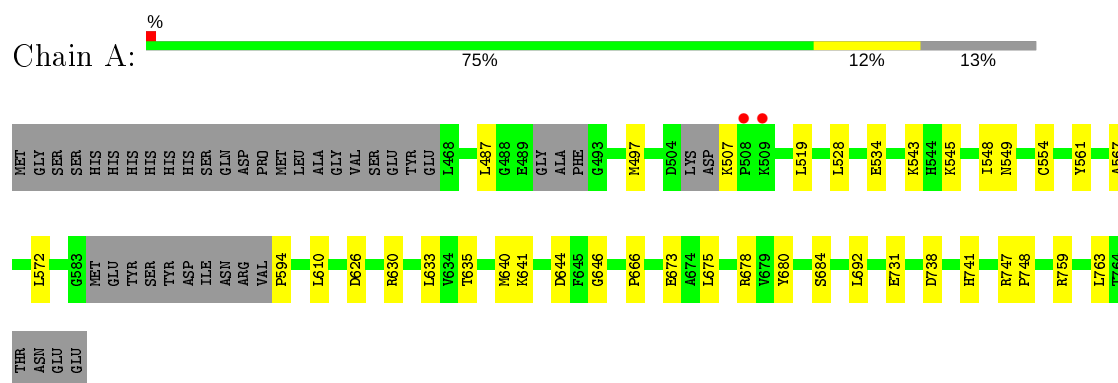 %
Chain A:
75% 12% 13%
MET GLY SER SER HIS HIS HIS HIS HIS HIS SER GLN ASP PRO MET LEU ALA GLY VAL SER GLU TYR GLU L468 L487 G488 E489 GLY ALA PHE G493 M497 D504 LYS ASP K507 P508 K509 L519 L528 E534 K543 H544 K545 I548 N549 C554 Y561 A567
L572 G583 MET GLU TYR SER TYR ASP ILE ASN ARG VAL P594 L610 D626 R630 L633 V634 T635 M640 K641 D644 F645 G646 P666 E673 A674 L675 R678 V679 Y680 S684 L692 E731 D738 H741 R747 P748 R759 L763 T764
THR ASN GLU GLU